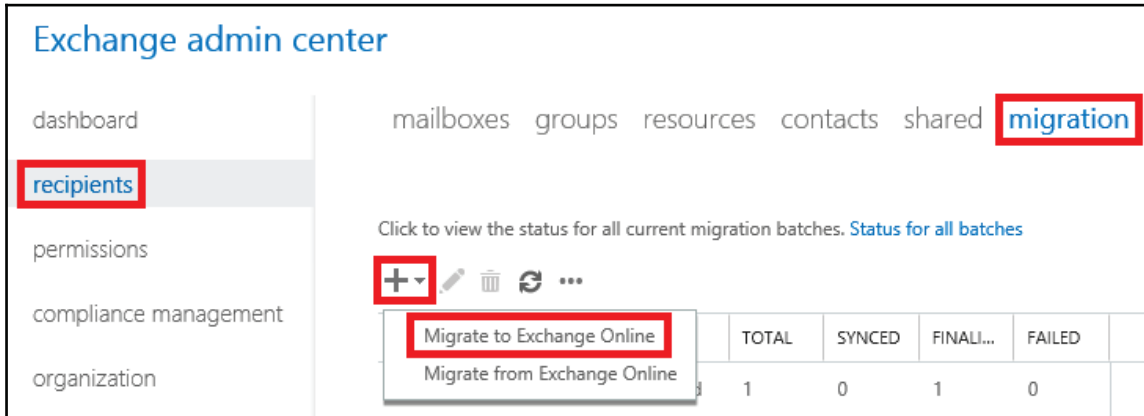 Exchange admin center
dashboard
mailboxes groups resources contacts shared migration
recipients
Click to view the status for all current migration batches. Status for all batches
permissions
compliance management
Migrate to Exchange Online
TOTAL SYNCED FINALI... FAILED
Migrate from Exchange Online
1 0 1 0
organization